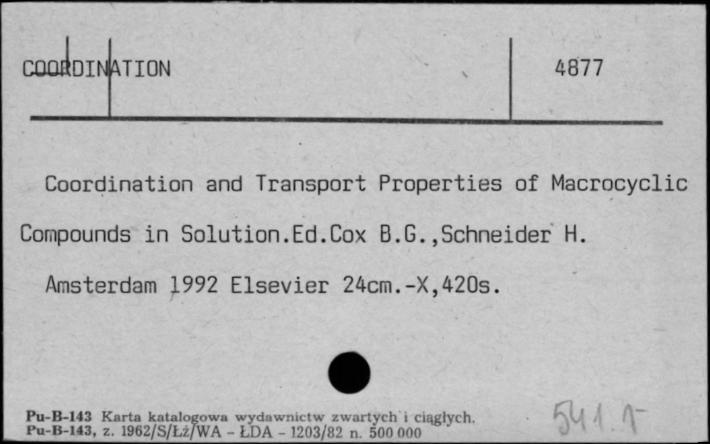 COORDINATION 4877
Coordination and Transport Properties of Macrocyclic
Compounds in Solution.Ed.Cox B.G.,Schneider H.
Amsterdam 1992 Elsevier 24cm.-X,420s.
Pu-B-143 Karta katalogowa wydawnictw zwartych i ciągłych.
Pu-B-143, z. 1962/S/Łż/WA - ŁDA - 1203/82 n. 500 000
541.1